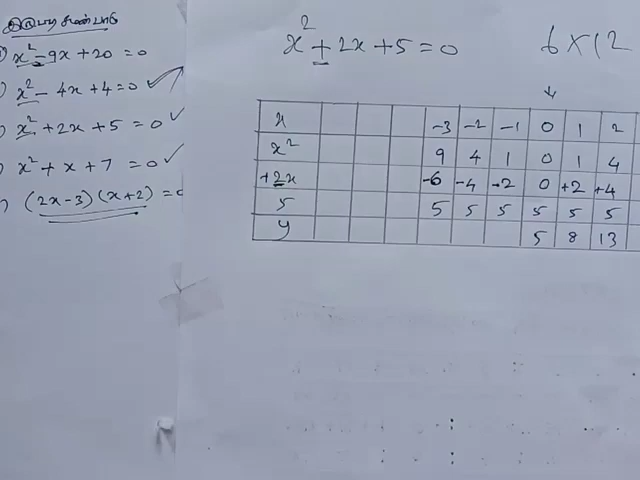 x² - 9x + 20 = 0
x² - 4x + 4 = 0 ✓
x² + 2x + 5 = 0 ✓
x² + x + 7 = 0 ✓
(2x-3)(x+2) = 0
x² + 2x + 5 = 0
6 X 12
↓
x -3 -2 -1 0 1 2
x² 9 4 1 0 1 4
+2x -6 -4 -2 0 +2 +4
5 5 5 5 5 5 5
y 5 8 13